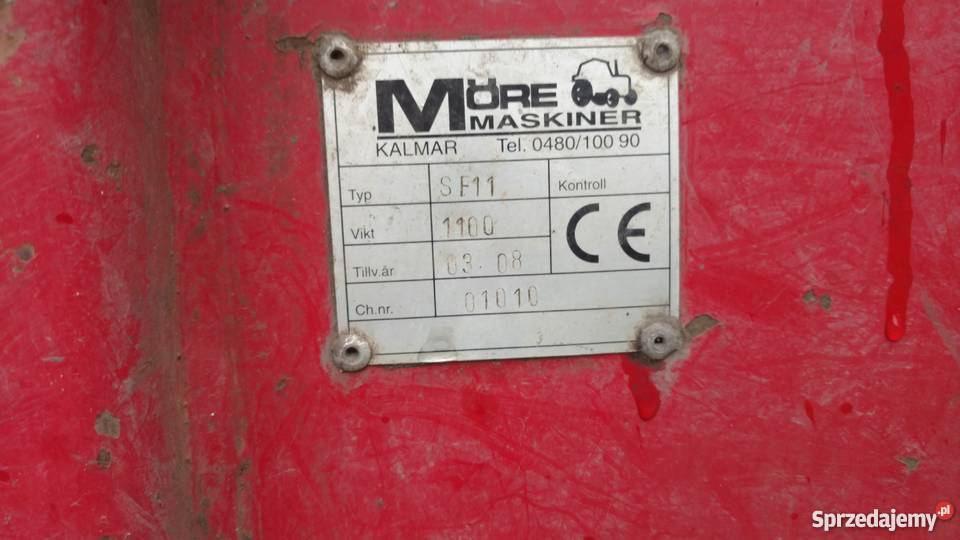 MÖRE
MASKINER
KALMAR Tel. 0480/100 90
Typ SF11 Kontroll
Vikt 1100
CE
Tillv.år 03.08
Ch.nr. 01010
Sprzedajemy.pl